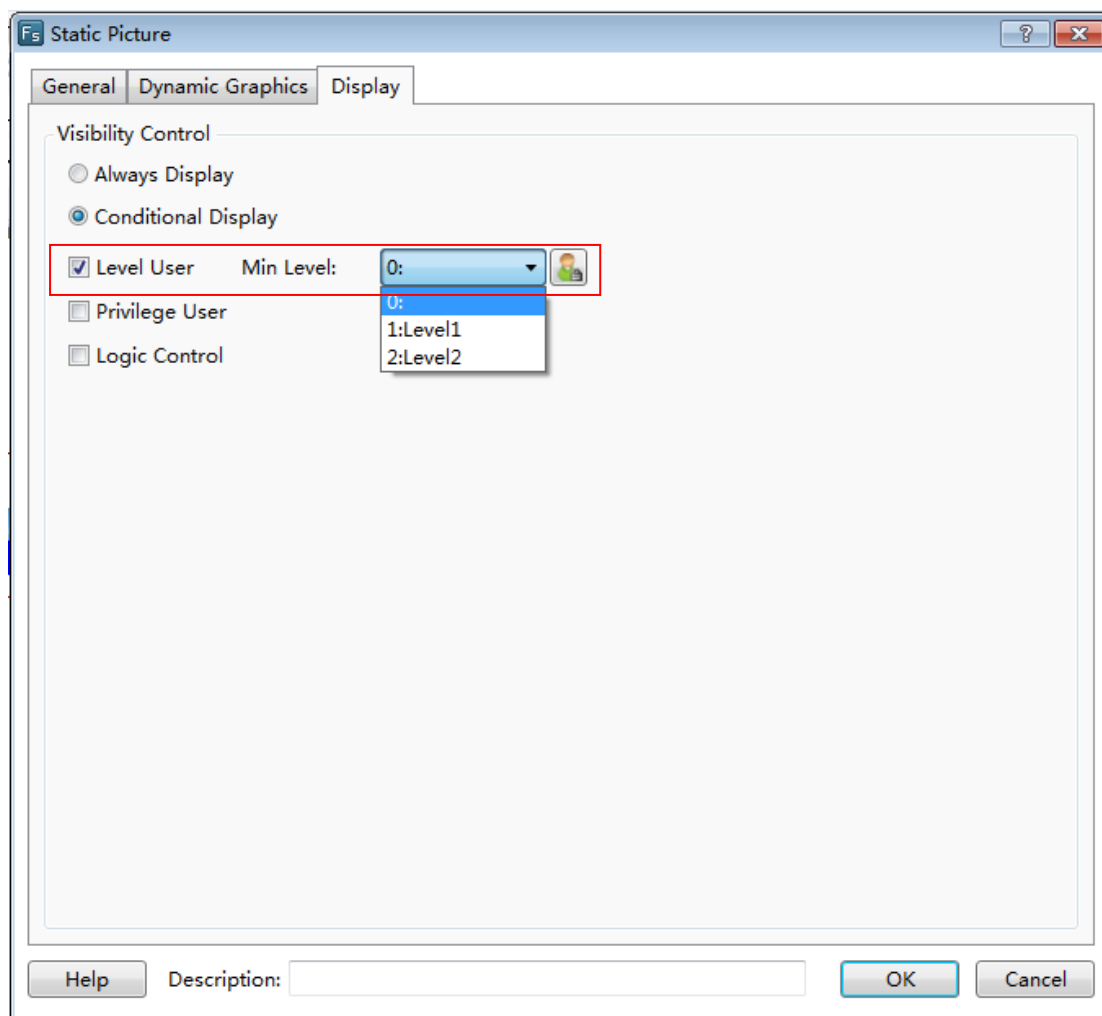 Fs Static Picture
General Dynamic Graphics Display
Visibility Control
Always Display
Conditional Display
Level User Min Level: 0:
0:
Privilege User 1:Level1
Logic Control 2:Level2
Help Description: OK Cancel